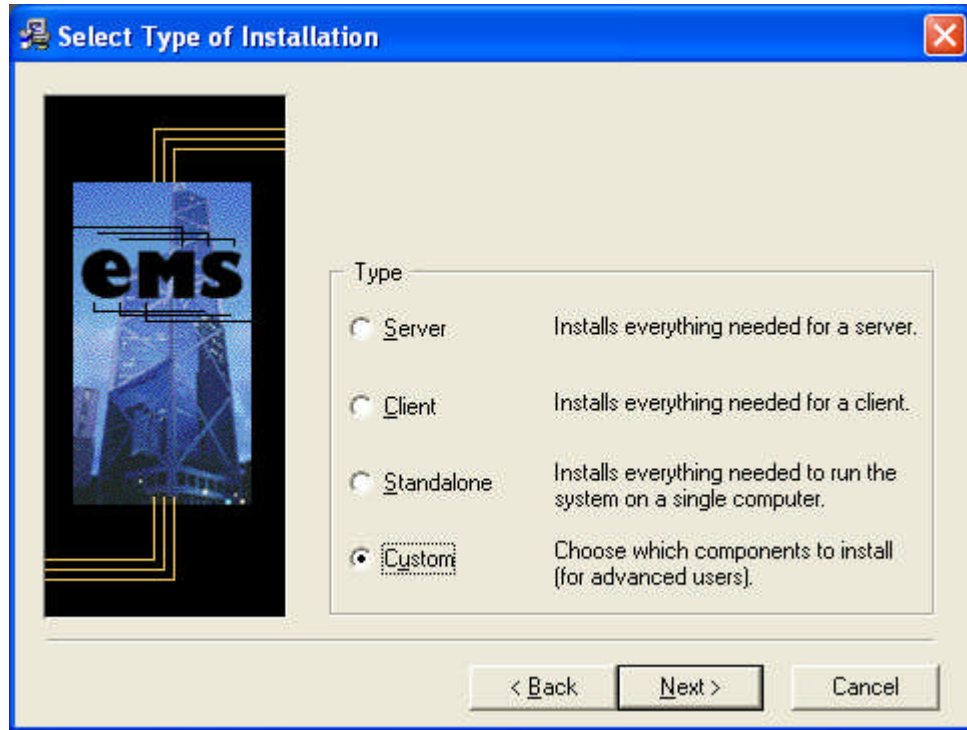 Select Type of Installation
eMS
Type
Server Installs everything needed for a server.
Client Installs everything needed for a client.
Standalone Installs everything needed to run the
system on a single computer.
Custom Choose which components to install
(for advanced users).
< Back Next > Cancel